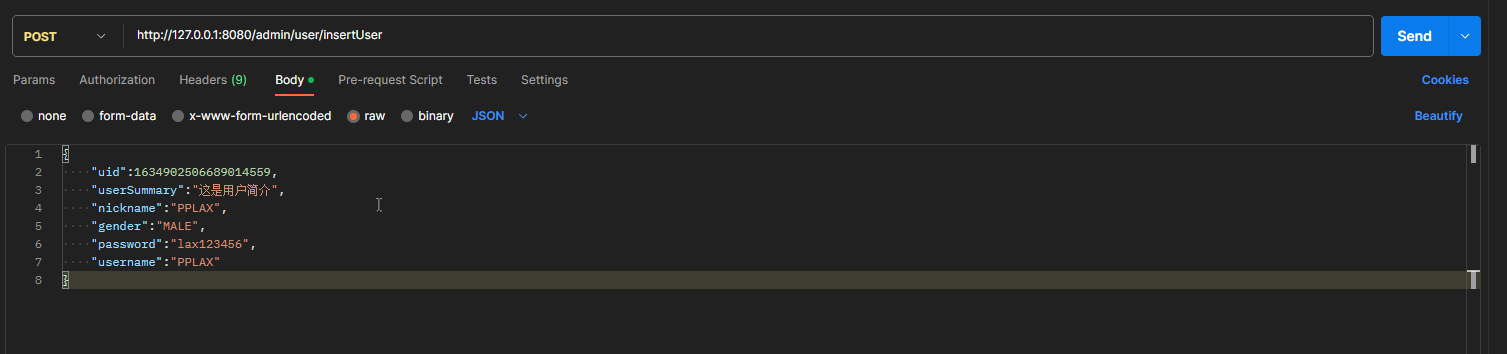 POST http://127.0.0.1:8080/admin/user/insertUser Send
Params Authorization Headers (9) Body Pre-request Script Tests Settings Cookies
none form-data x-www-form-urlencoded raw binary JSON Beautify
1 {
2 "uid":1634902506689014559,
3 "userSummary":"这是用户简介",
4 "nickname":"PPLAX",
5 "gender":"MALE",
6 "password":"lax123456",
7 "username":"PPLAX"
8 }